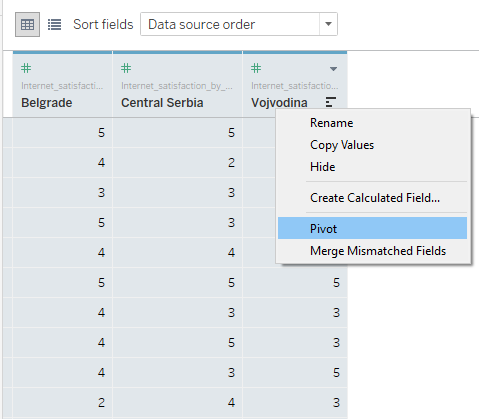 Sort fields Data source order
Internet_satisfacti... Internet_satisfaction_by_... Internet_satisfactio...
Belgrade Central Serbia Vojvodina
5 5
4 2
3 3
5 3
4 4
4 5 5
4 3 3
4 5 3
4 3 5
2 4 3
Rename
Copy Values
Hide
Create Calculated Field...
Pivot
Merge Mismatched Fields